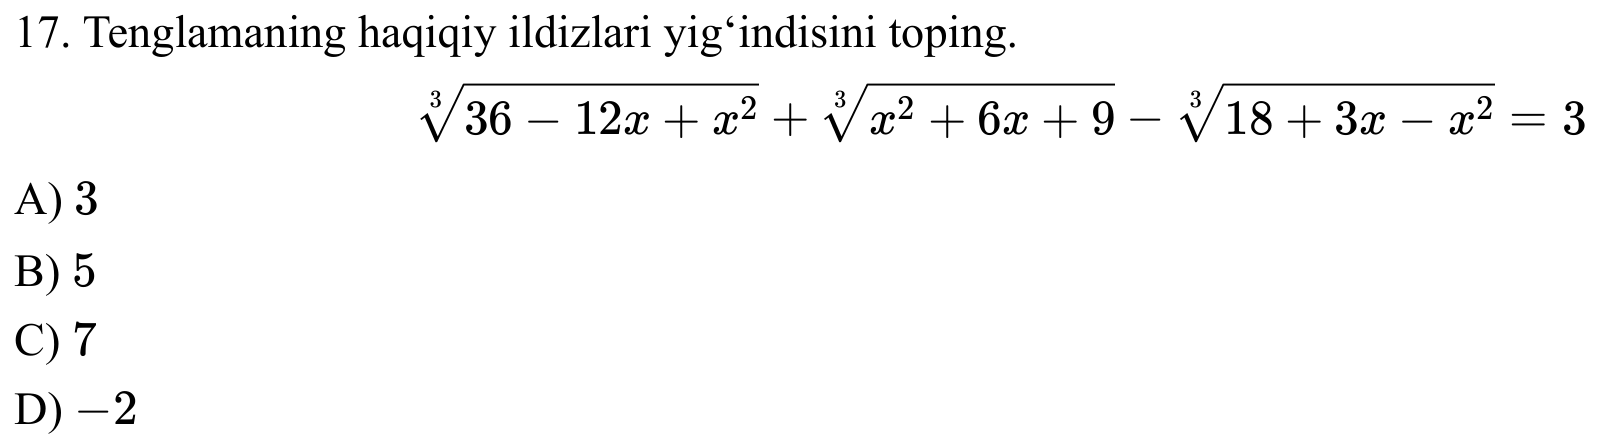 17. Tenglamaning haqiqiy ildizlari yig‘indisini toping.
∛(36 − 12x + x²) + ∛(x² + 6x + 9) − ∛(18 + 3x − x²) = 3
A) 3
B) 5
C) 7
D) −2